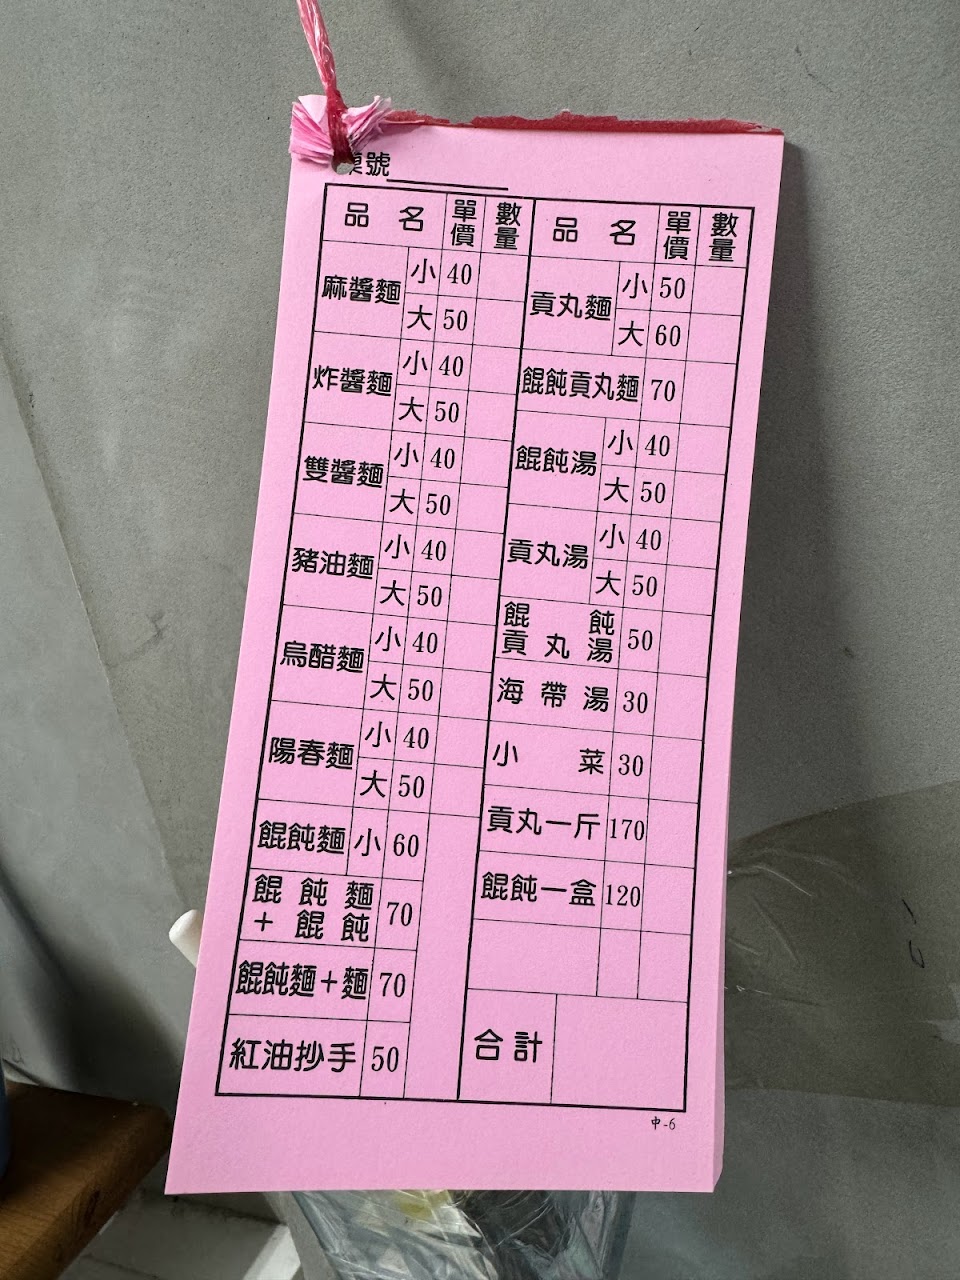 桌號
品 名 單價 數量
麻醬麵 小 40
大 50
炸醬麵 小 40
大 50
雙醬麵 小 40
大 50
豬油麵 小 40
大 50
烏醋麵 小 40
大 50
陽春麵 小 40
大 50
餛飩麵 小 60
餛飩麵
+餛飩 70
餛飩麵+麵 70
紅油抄手 50
品 名 單價 數量
貢丸麵 小 50
大 60
餛飩貢丸麵 70
餛飩湯 小 40
大 50
貢丸湯 小 40
大 50
餛飩
貢丸湯 50
海帶湯 30
小菜 30
貢丸一斤 170
餛飩一盒 120
合計
中-6